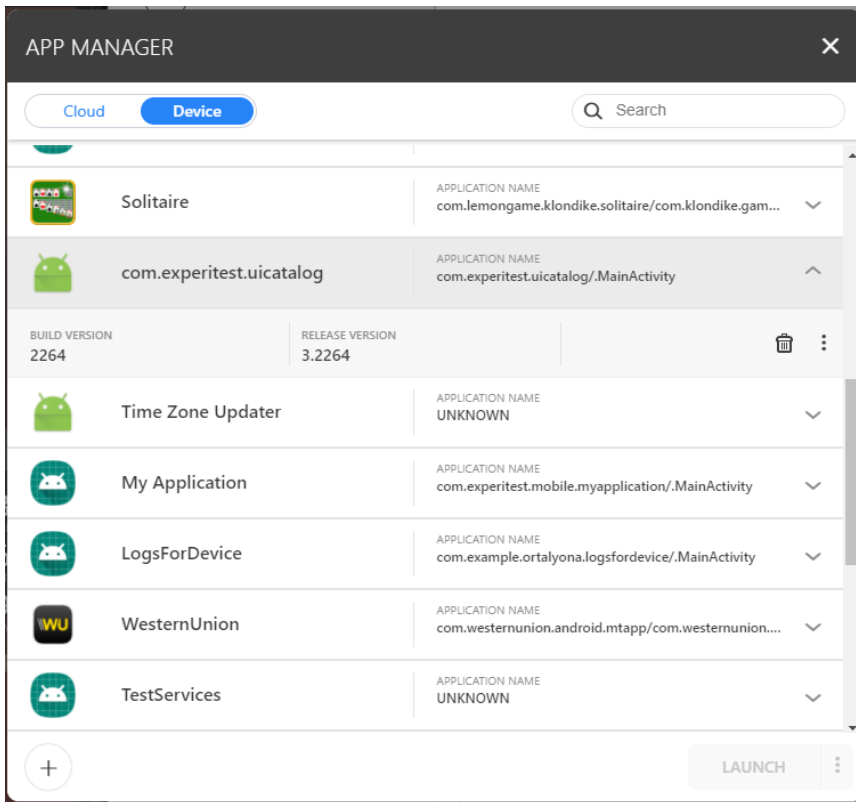 APP MANAGER
Cloud
Device
Search
Solitaire
APPLICATION NAME
com.lemongame.klondike.solitaire/com.klondike.gam...
com.experitest.uicatalog
APPLICATION NAME
com.experitest.uicatalog/.MainActivity
BUILD VERSION
2264
RELEASE VERSION
3.2264
Time Zone Updater
APPLICATION NAME
UNKNOWN
My Application
APPLICATION NAME
com.experitest.mobile.myapplication/.MainActivity
LogsForDevice
APPLICATION NAME
com.example.ortalyona.logsfordevice/.MainActivity
WU
WesternUnion
APPLICATION NAME
com.westernunion.android.mtapp/com.westernunion....
TestServices
APPLICATION NAME
UNKNOWN
LAUNCH